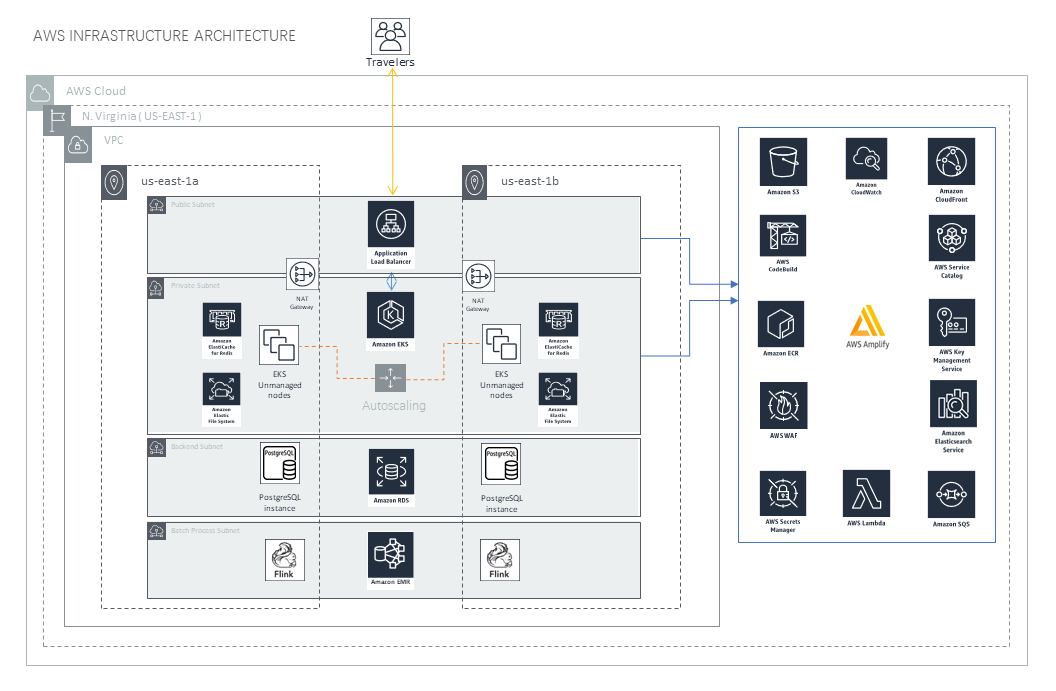 AWS INFRASTRUCTURE ARCHITECTURE
Travelers
AWS Cloud
N. Virginia ( US-EAST-1 )
VPC
us-east-1a
us-east-1b
Public Subnet
Application
Load Balancer
Private Subnet
NAT
Gateway
NAT
Gateway
Amazon
ElastiCache
for Redis
EKS
Unmanaged
nodes
Amazon EKS
EKS
Unmanaged
nodes
Amazon
ElastiCache
for Redis
Amazon
Elastic
File System
Autoscaling
Amazon
Elastic
File System
Backend Subnet
PostgreSQL
PostgreSQL
instance
Amazon RDS
PostgreSQL
PostgreSQL
instance
Batch Process Subnet
Flink
Amazon EMR
Flink
Amazon S3
Amazon
CloudWatch
Amazon
CloudFront
AWS
CodeBuild
AWS Service
Catalog
Amazon ECR
AWS Amplify
AWS Key
Management
Service
AWS WAF
Amazon
Elasticsearch
Service
AWS Secrets
Manager
AWS Lambda
Amazon SQS